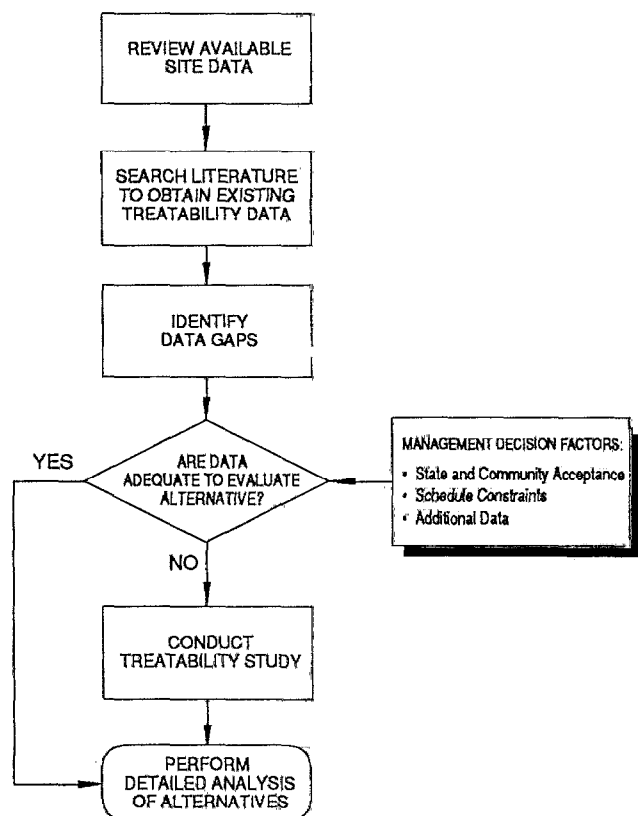 REVIEW AVAILABLE
SITE DATA
SEARCH LITERATURE
TO OBTAIN EXISTING
TREATABILITY DATA
IDENTIFY
DATA GAPS
YES
ARE DATA
ADEQUATE TO EVALUATE
ALTERNATIVE?
MANAGEMENT DECISION FACTORS:
• State and Community Acceptance
• Schedule Constraints
• Additional Data
NO
CONDUCT
TREATABILITY STUDY
PERFORM
DETAILED ANALYSIS
OF ALTERNATIVES